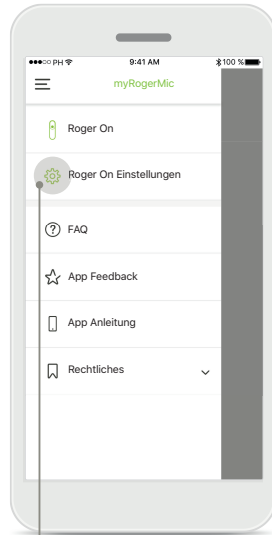 PH 9:41 AM 100 %
myRogerMic
Roger On
Roger On Einstellungen
FAQ
App Feedback
App Anleitung
Rechtliches